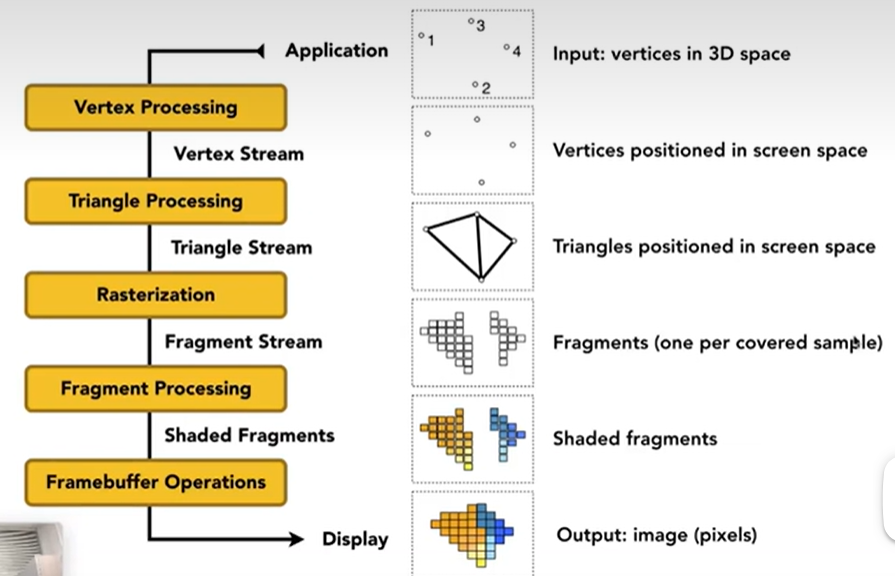 Application
Input: vertices in 3D space
1
3
4
2
Vertex Processing
Vertex Stream
Vertices positioned in screen space
Triangle Processing
Triangle Stream
Triangles positioned in screen space
Rasterization
Fragment Stream
Fragments (one per covered sample)
Fragment Processing
Shaded Fragments
Shaded fragments
Framebuffer Operations
Display
Output: image (pixels)